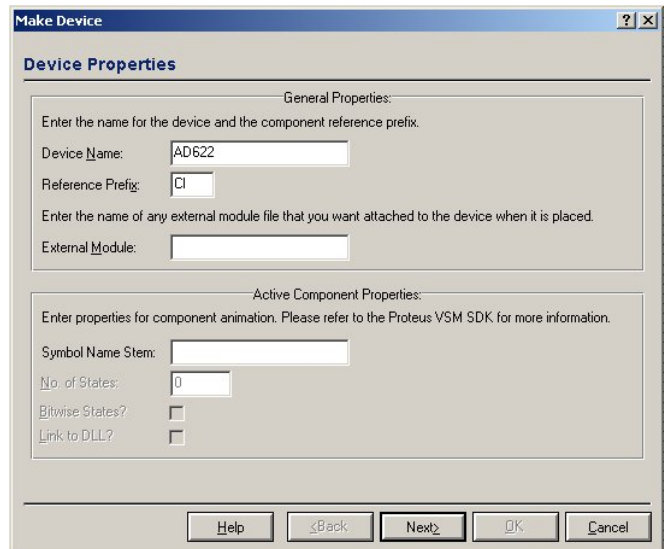 Make Device
Device Properties
General Properties:
Enter the name for the device and the component reference prefix.
Device Name: AD622
Reference Prefix: CI
Enter the name of any external module file that you want attached to the device when it is placed.
External Module:
Active Component Properties:
Enter properties for component animation. Please refer to the Proteus VSM SDK for more information.
Symbol Name Stem:
No. of States: 0
Bitwise States?
Link to DLL?
Help <Back Next> OK Cancel